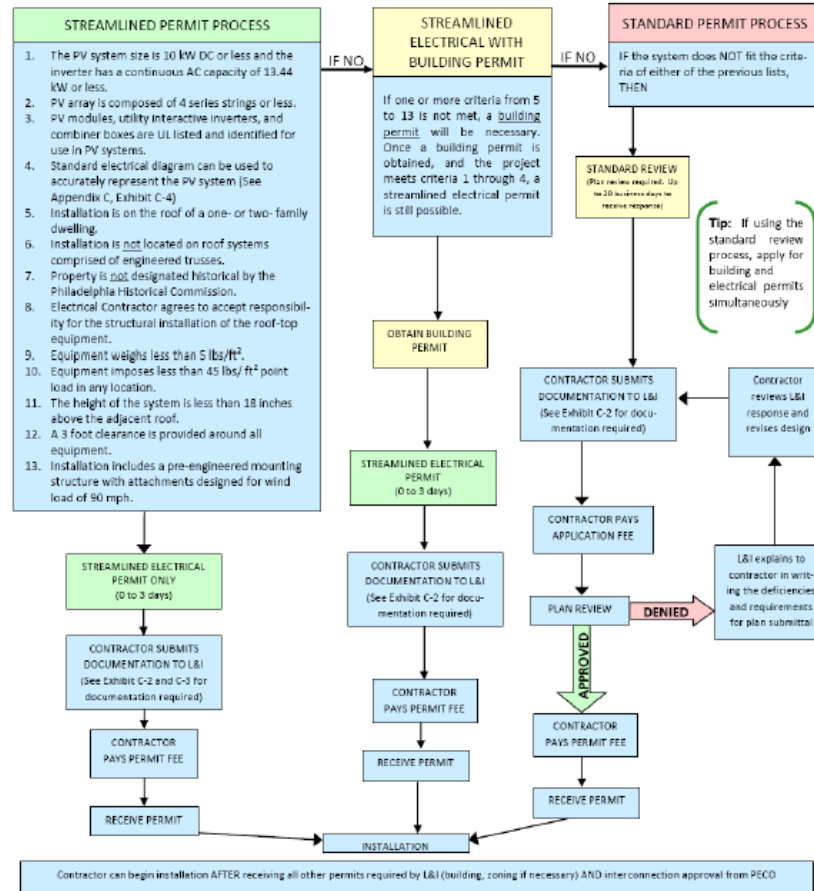 STREAMLINED PERMIT PROCESS
1. The PV system size is 10 kW DC or less and the
inverter has a continuous AC capacity of 13.44
kW or less.
2. PV array is composed of 4 series strings or less.
3. PV modules, utility interactive inverters, and
combiner boxes are UL listed and identified for
use in PV systems.
4. Standard electrical diagram can be used to
accurately represent the PV system (See
Appendix C, Exhibit C-4)
5. Installation is on the roof of a one- or two- family
dwelling.
6. Installation is not located on roof systems
comprised of engineered trusses.
7. Property is not designated historical by the
Philadelphia Historical Commission.
8. Electrical Contractor agrees to accept responsibil-
ity for the structural installation of the roof-top
equipment.
9. Equipment weighs less than 5 lbs/ft².
10. Equipment imposes less than 45 lbs/ ft² point
load in any location.
11. The height of the system is less than 18 inches
above the adjacent roof.
12. A 3 foot clearance is provided around all
equipment.
13. Installation includes a pre-engineered mounting
structure with attachments designed for wind
load of 90 mph.
STREAMLINED ELECTRICAL
PERMIT ONLY
(0 to 3 days)
CONTRACTOR SUBMITS
DOCUMENTATION TO L&I
(See Exhibit C-2 and C-3 for
documentation required)
CONTRACTOR
PAYS PERMIT FEE
RECEIVE PERMIT
IF NO
STREAMLINED
ELECTRICAL WITH
BUILDING PERMIT
If one or more criteria from 5
to 13 is not met, a building
permit will be necessary.
Once a building permit is
obtained, and the project
meets criteria 1 through 4, a
streamlined electrical permit
is still possible.
OBTAIN BUILDING
PERMIT
STREAMLINED ELECTRICAL
PERMIT
(0 to 3 days)
CONTRACTOR SUBMITS
DOCUMENTATION TO L&I
(See Exhibit C-2 for docu-
mentation required)
CONTRACTOR
PAYS PERMIT FEE
RECEIVE PERMIT
IF NO
STANDARD PERMIT PROCESS
IF the system does NOT fit the crite-
ria of either of the previous lists,
THEN
STANDARD REVIEW
(Plan review required. Up
to 20 business days to
receive response)
Tip: If using the
standard review
process, apply for
building and
electrical permits
simultaneously
CONTRACTOR SUBMITS
DOCUMENTATION TO L&I
(See Exhibit C-2 for docu-
mentation required)
CONTRACTOR PAYS
APPLICATION FEE
PLAN REVIEW
DENIED
L&I explains to
contractor in writ-
ing the deficiencies
and requirements
for plan submittal
Contractor
reviews L&I
response and
revises design
APPROVED
CONTRACTOR
PAYS PERMIT FEE
RECEIVE PERMIT
INSTALLATION
Contractor can begin installation AFTER receiving all other permits required by L&I (building, zoning if necessary) AND interconnection approval from PECO